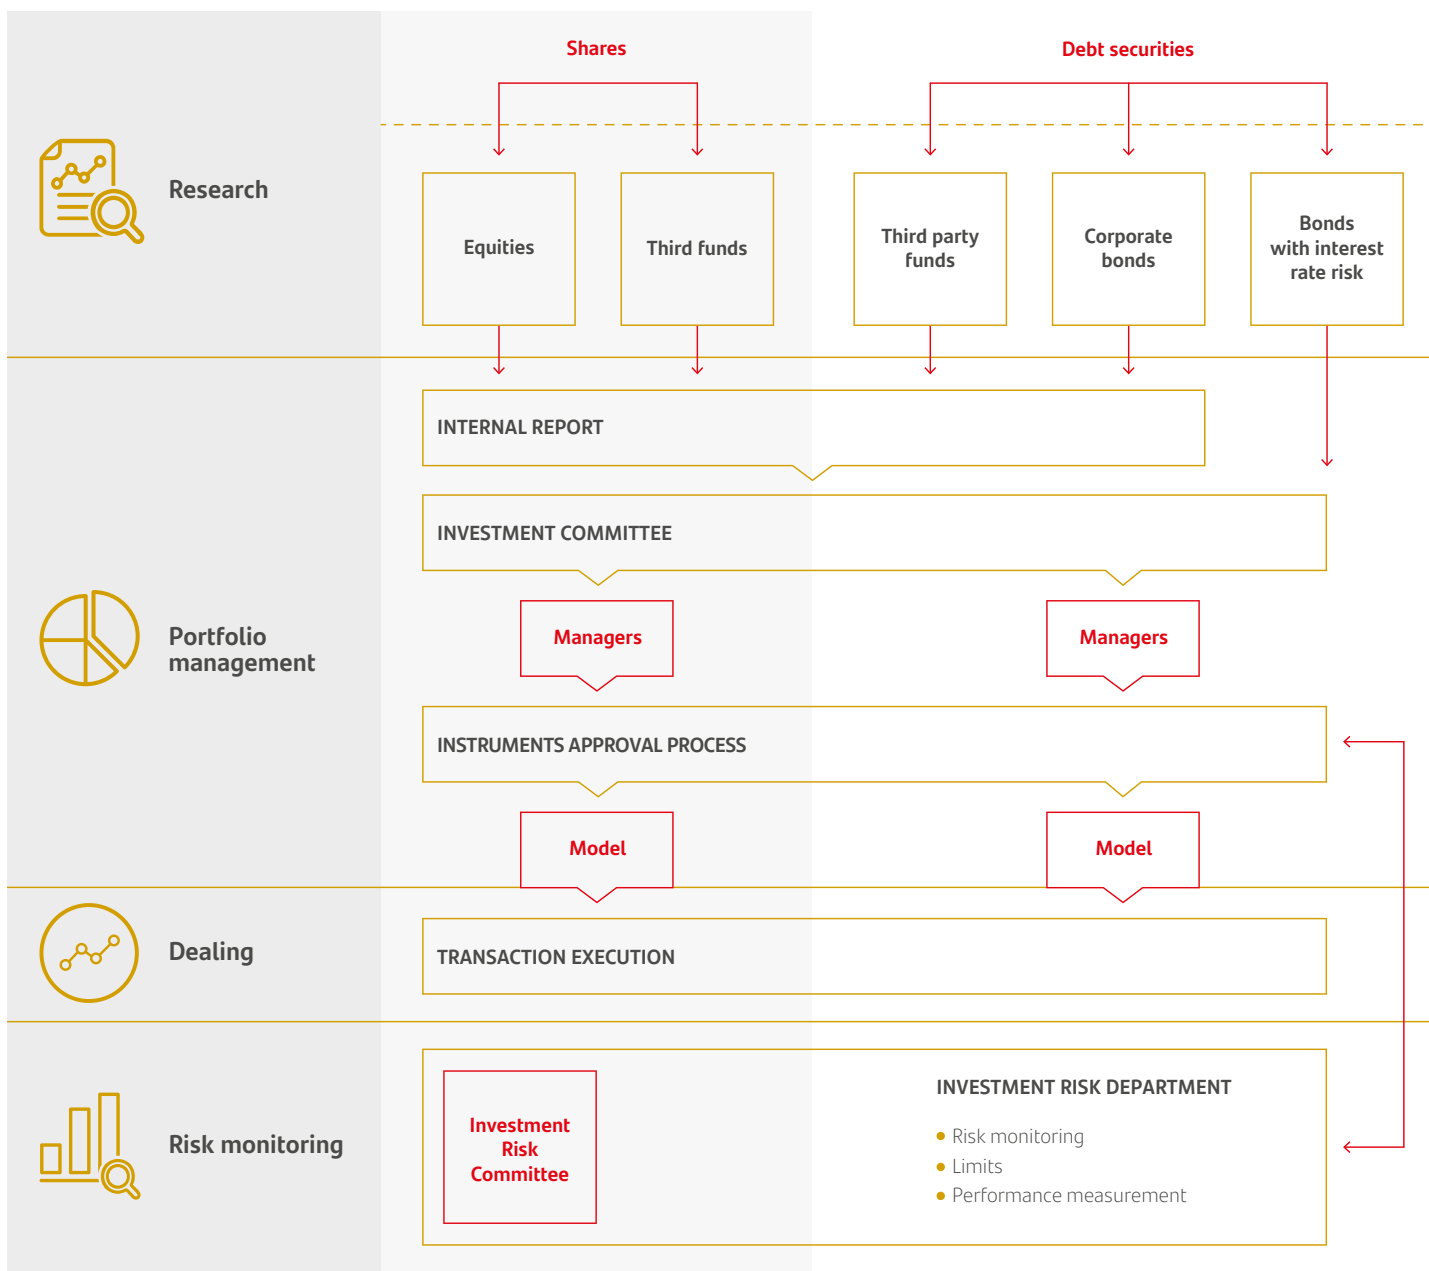 Shares
Debt securities
Research
Equities
Third funds
Third party
funds
Corporate
bonds
Bonds
with interest
rate risk
INTERNAL REPORT
INVESTMENT COMMITTEE
Portfolio
management
Managers
Managers
INSTRUMENTS APPROVAL PROCESS
Model
Model
Dealing
TRANSACTION EXECUTION
Risk monitoring
Investment
Risk
Committee
INVESTMENT RISK DEPARTMENT
Risk monitoring
Limits
Performance measurement